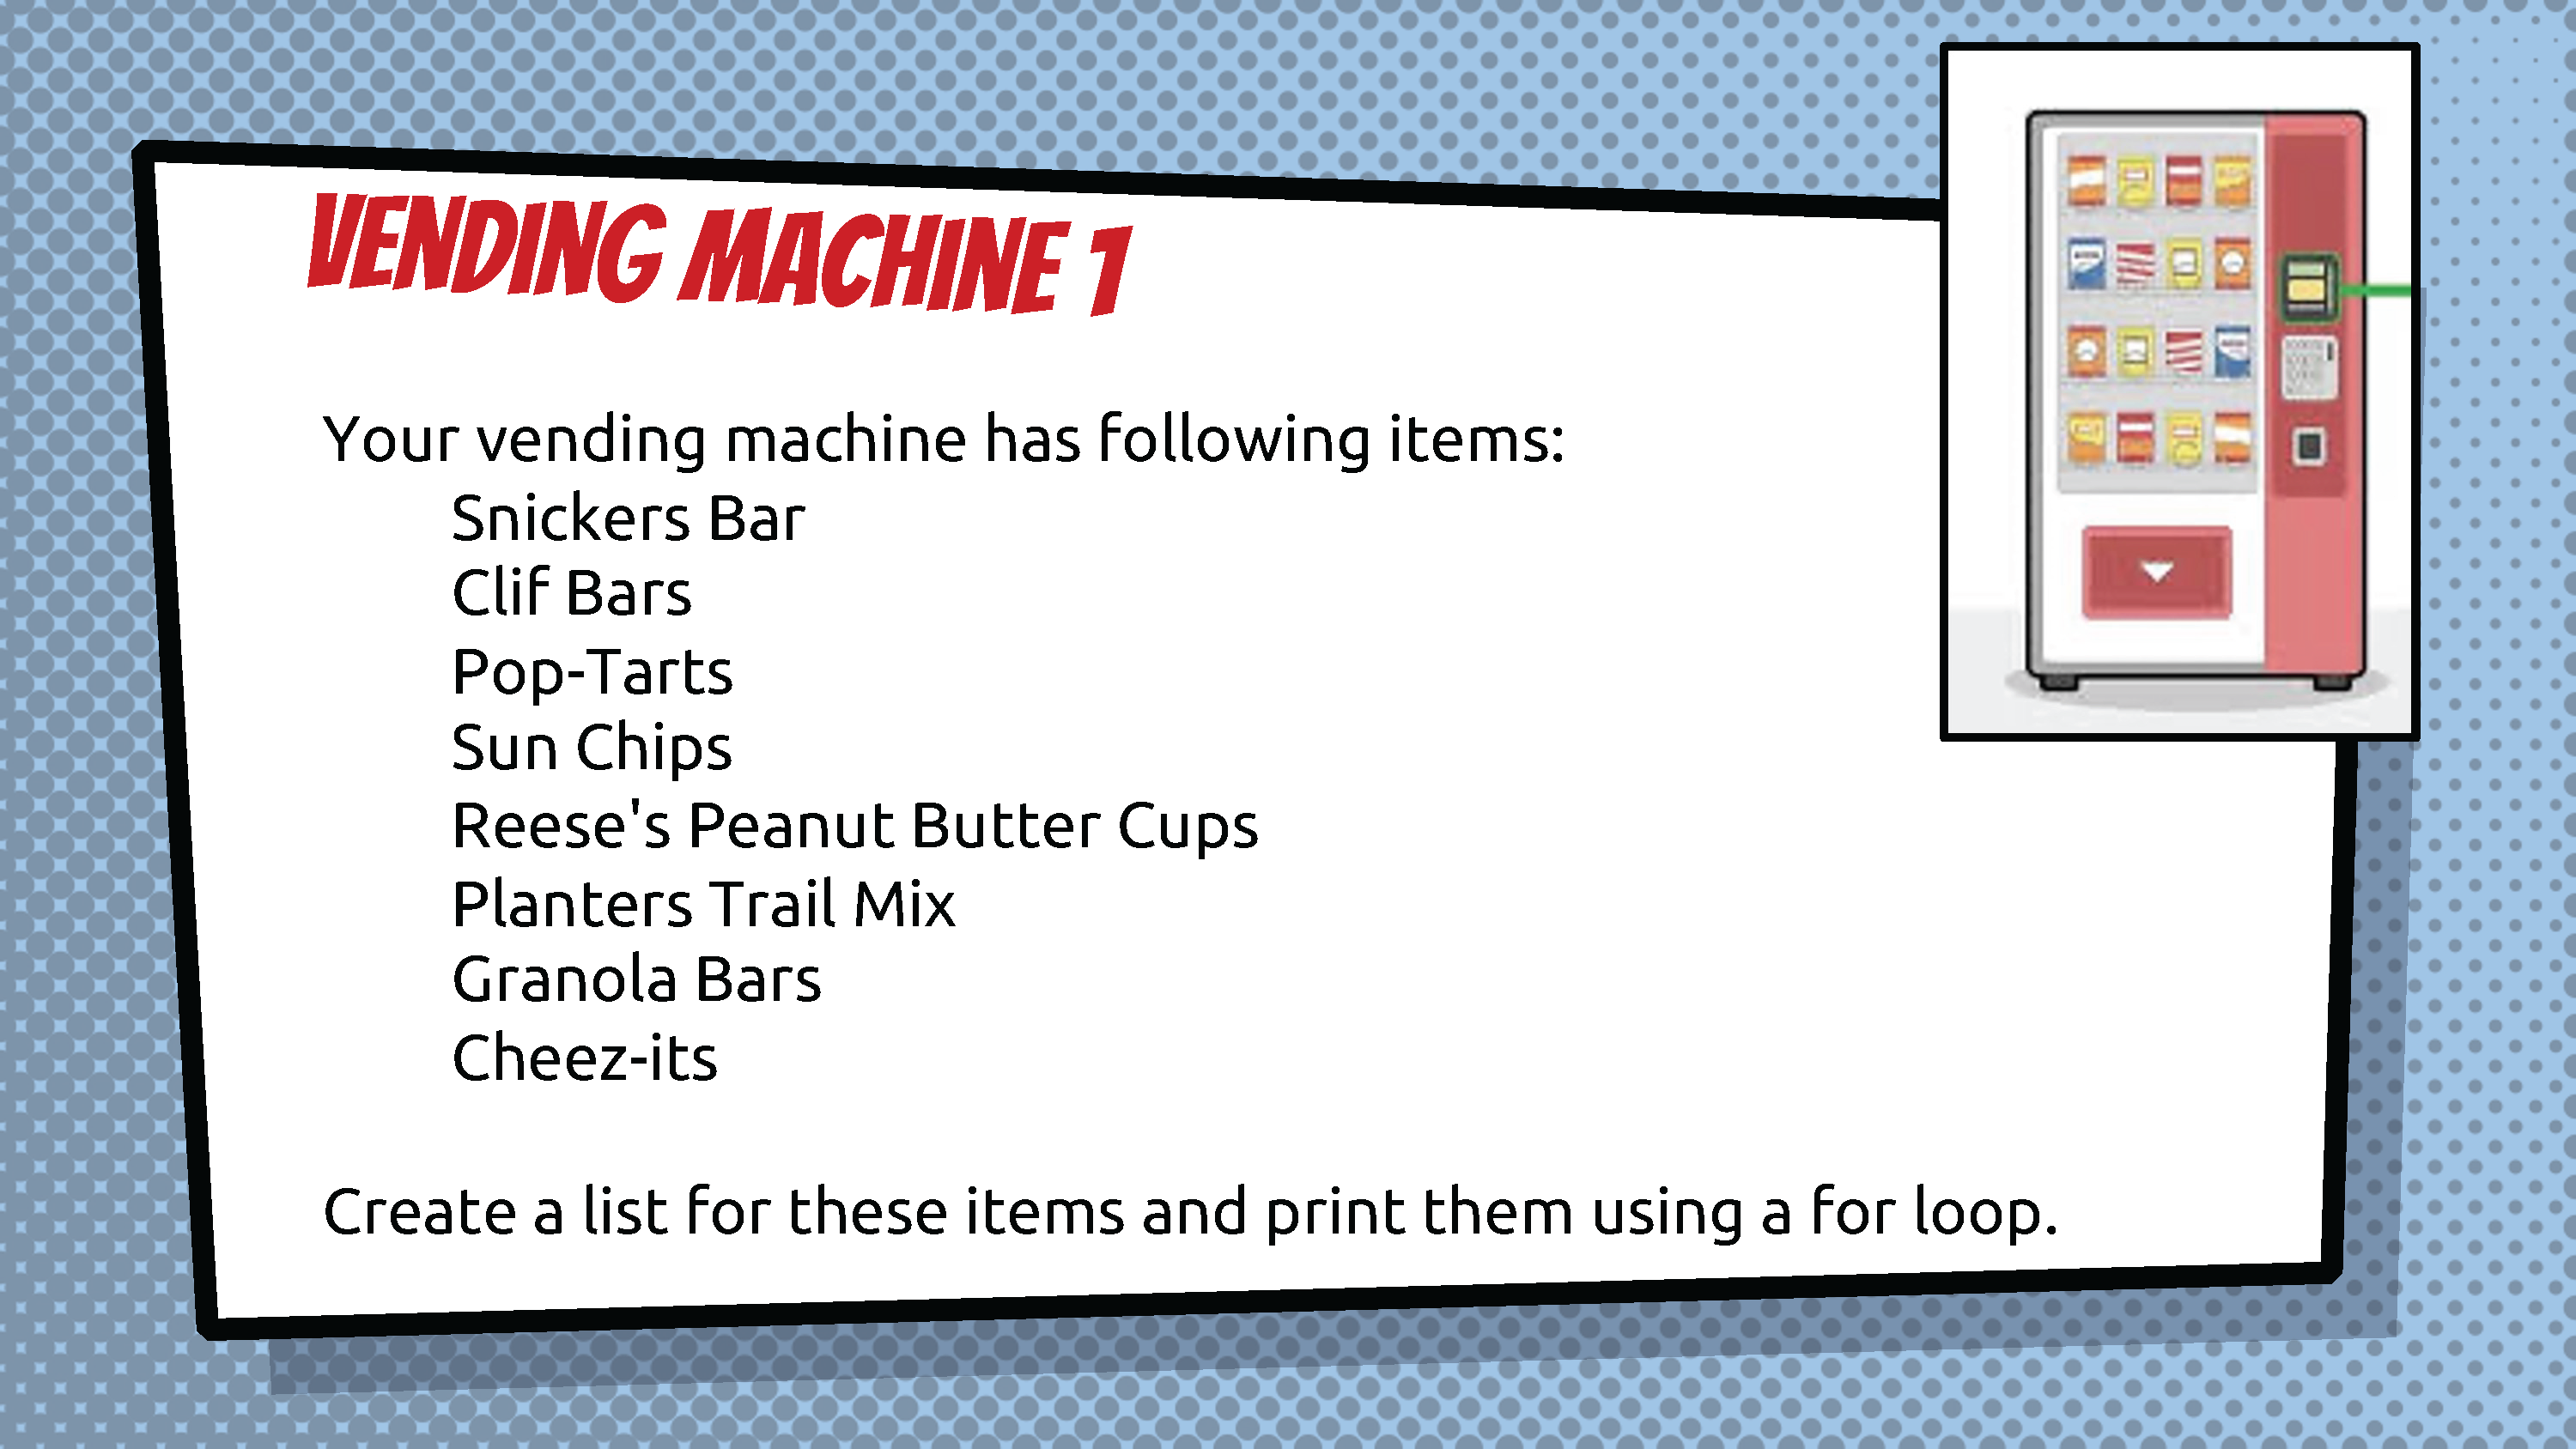 VENDING MACHINE 1
Your vending machine has following items:
Snickers Bar
Clif Bars
Pop-Tarts
Sun Chips
Reese's Peanut Butter Cups
Planters Trail Mix
Granola Bars
Cheez-its
Create a list for these items and print them using a for loop.